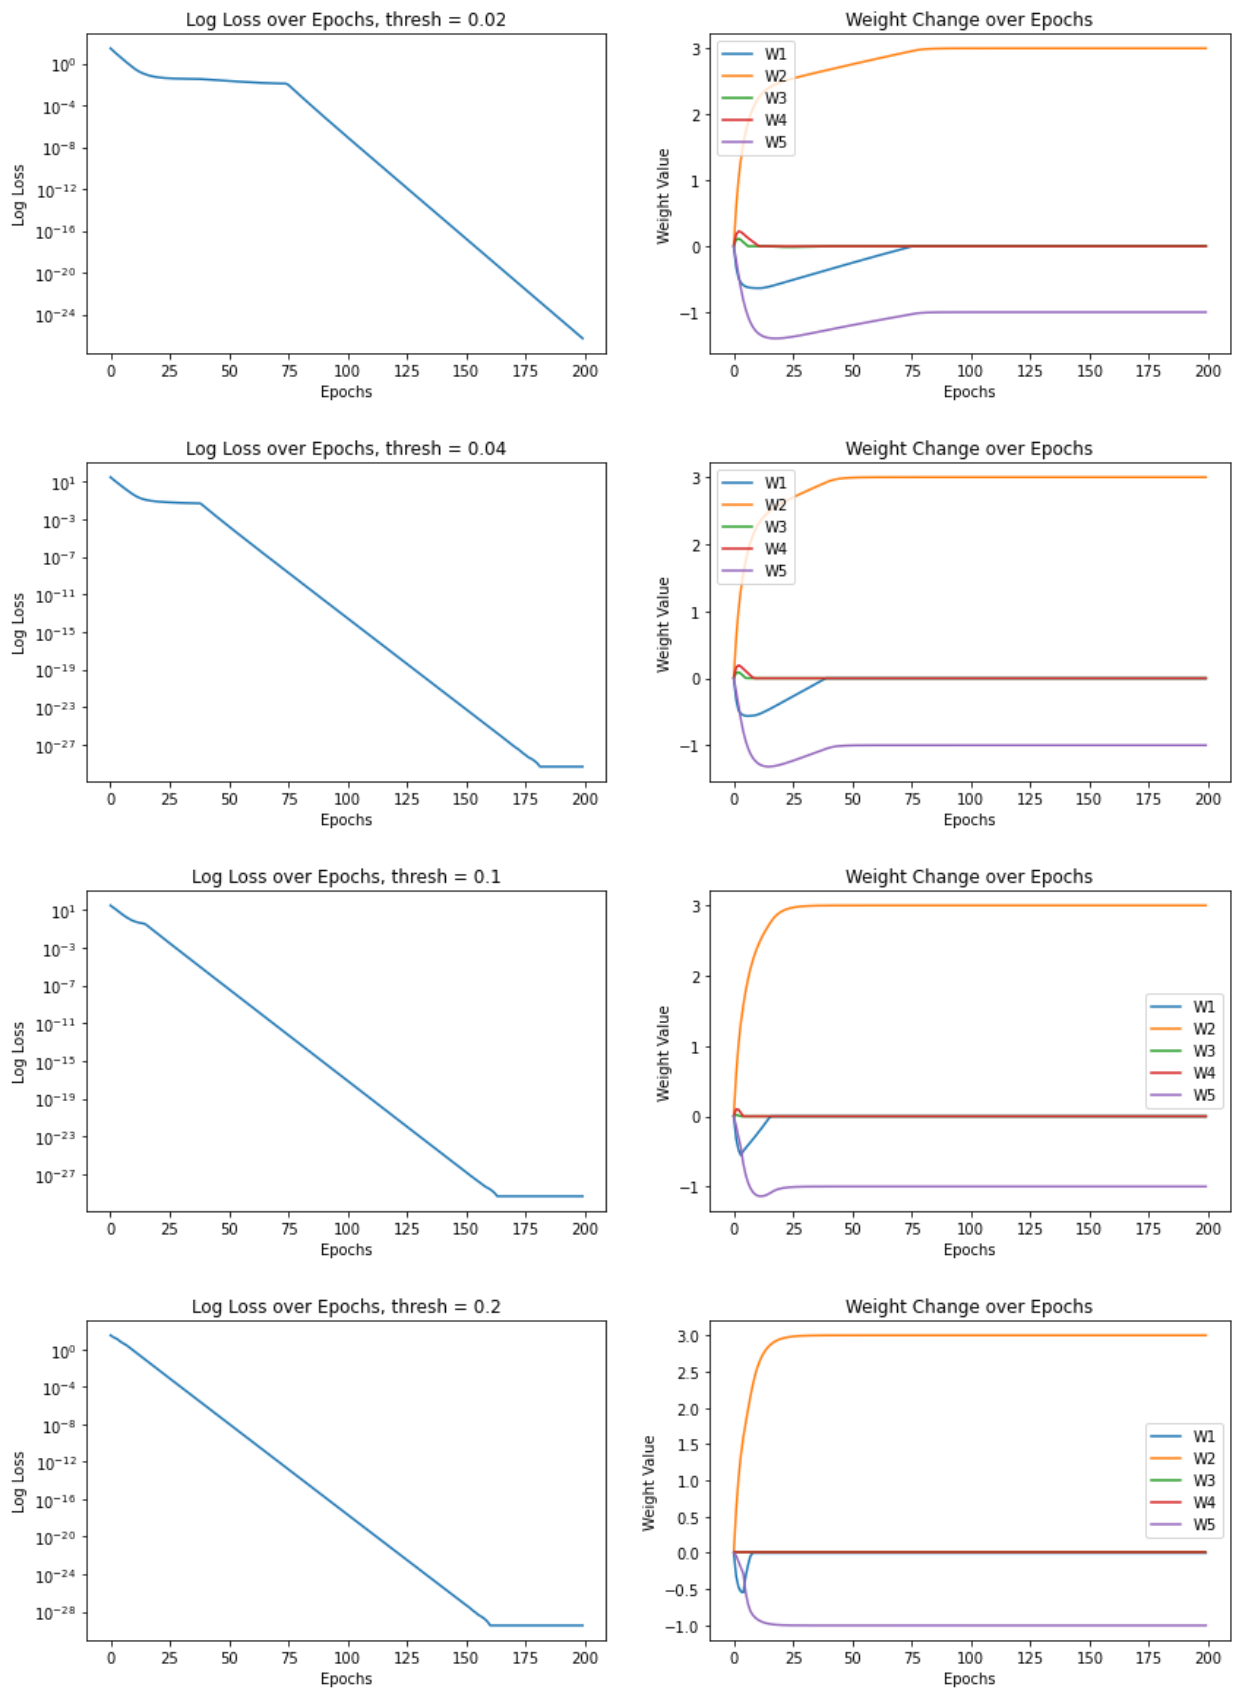 Log Loss over Epochs, thresh = 0.02
Log Loss
10⁰
10⁻⁴
10⁻⁸
10⁻¹²
10⁻¹⁶
10⁻²⁰
10⁻²⁴
0 25 50 75 100 125 150 175 200
Epochs
Weight Change over Epochs
Weight Value
3
2
1
0
−1
W1
W2
W3
W4
W5
0 25 50 75 100 125 150 175 200
Epochs
Log Loss over Epochs, thresh = 0.04
Log Loss
10¹
10⁻³
10⁻⁷
10⁻¹¹
10⁻¹⁵
10⁻¹⁹
10⁻²³
10⁻²⁷
0 25 50 75 100 125 150 175 200
Epochs
Weight Change over Epochs
Weight Value
3
2
1
0
−1
W1
W2
W3
W4
W5
0 25 50 75 100 125 150 175 200
Epochs
Log Loss over Epochs, thresh = 0.1
Log Loss
10¹
10⁻³
10⁻⁷
10⁻¹¹
10⁻¹⁵
10⁻¹⁹
10⁻²³
10⁻²⁷
0 25 50 75 100 125 150 175 200
Epochs
Weight Change over Epochs
Weight Value
3
2
1
0
−1
W1
W2
W3
W4
W5
0 25 50 75 100 125 150 175 200
Epochs
Log Loss over Epochs, thresh = 0.2
Log Loss
10⁰
10⁻⁴
10⁻⁸
10⁻¹²
10⁻¹⁶
10⁻²⁰
10⁻²⁴
10⁻²⁸
0 25 50 75 100 125 150 175 200
Epochs
Weight Change over Epochs
Weight Value
3.0
2.5
2.0
1.5
1.0
0.5
0.0
−0.5
−1.0
W1
W2
W3
W4
W5
0 25 50 75 100 125 150 175 200
Epochs